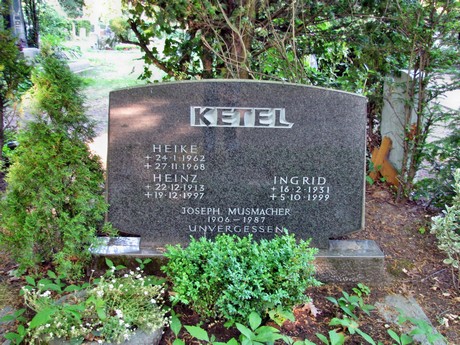 KETEL
HEIKE
+ 24·1·1962
+ 27·11·1968
HEINZ
+ 22·12·1913
+ 19·12·1997
INGRID
+ 16·2·1931
+ 5·10·1999
JOSEPH MUSMACHER
1906 - 1987
UNVERGESSEN